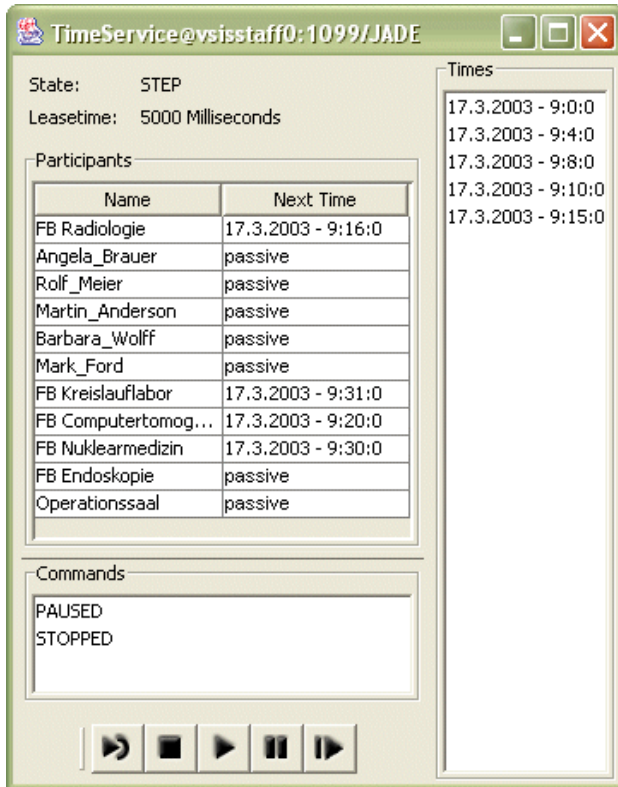 TimeService@vsisstaff0:1099/JADE
State: STEP
Leasetime: 5000 Milliseconds
Participants
Name Next Time
FB Radiologie 17.3.2003 - 9:16:0
Angela_Brauer passive
Rolf_Meier passive
Martin_Anderson passive
Barbara_Wolff passive
Mark_Ford passive
FB Kreislauflabor 17.3.2003 - 9:31:0
FB Computertomog... 17.3.2003 - 9:20:0
FB Nuklearmedizin 17.3.2003 - 9:30:0
FB Endoskopie passive
Operationssaal passive
Commands
PAUSED
STOPPED
Times
17.3.2003 - 9:0:0
17.3.2003 - 9:4:0
17.3.2003 - 9:8:0
17.3.2003 - 9:10:0
17.3.2003 - 9:15:0